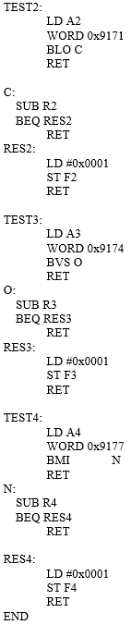 TEST2:
LD A2
WORD 0x9171
BLO C
RET
C:
SUB R2
BEQ RES2
RET
RES2:
LD #0x0001
ST F2
RET
TEST3:
LD A3
WORD 0x9174
BVS O
RET
O:
SUB R3
BEQ RES3
RET
RES3:
LD #0x0001
ST F3
RET
TEST4:
LD A4
WORD 0x9177
BMI N
RET
N:
SUB R4
BEQ RES4
RET
RES4:
LD #0x0001
ST F4
RET
END